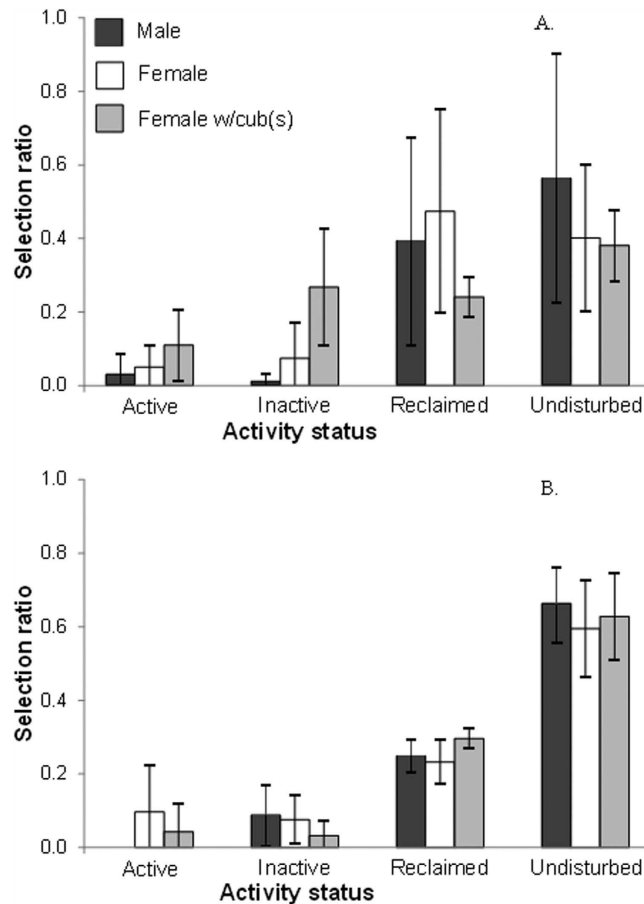 A.
Male
Female
Female w/cub(s)
Selection ratio
1.0
0.8
0.6
0.4
0.2
0.0
Active Inactive Reclaimed Undisturbed
Activity status
B.
Selection ratio
1.0
0.8
0.6
0.4
0.2
0.0
Active Inactive Reclaimed Undisturbed
Activity status